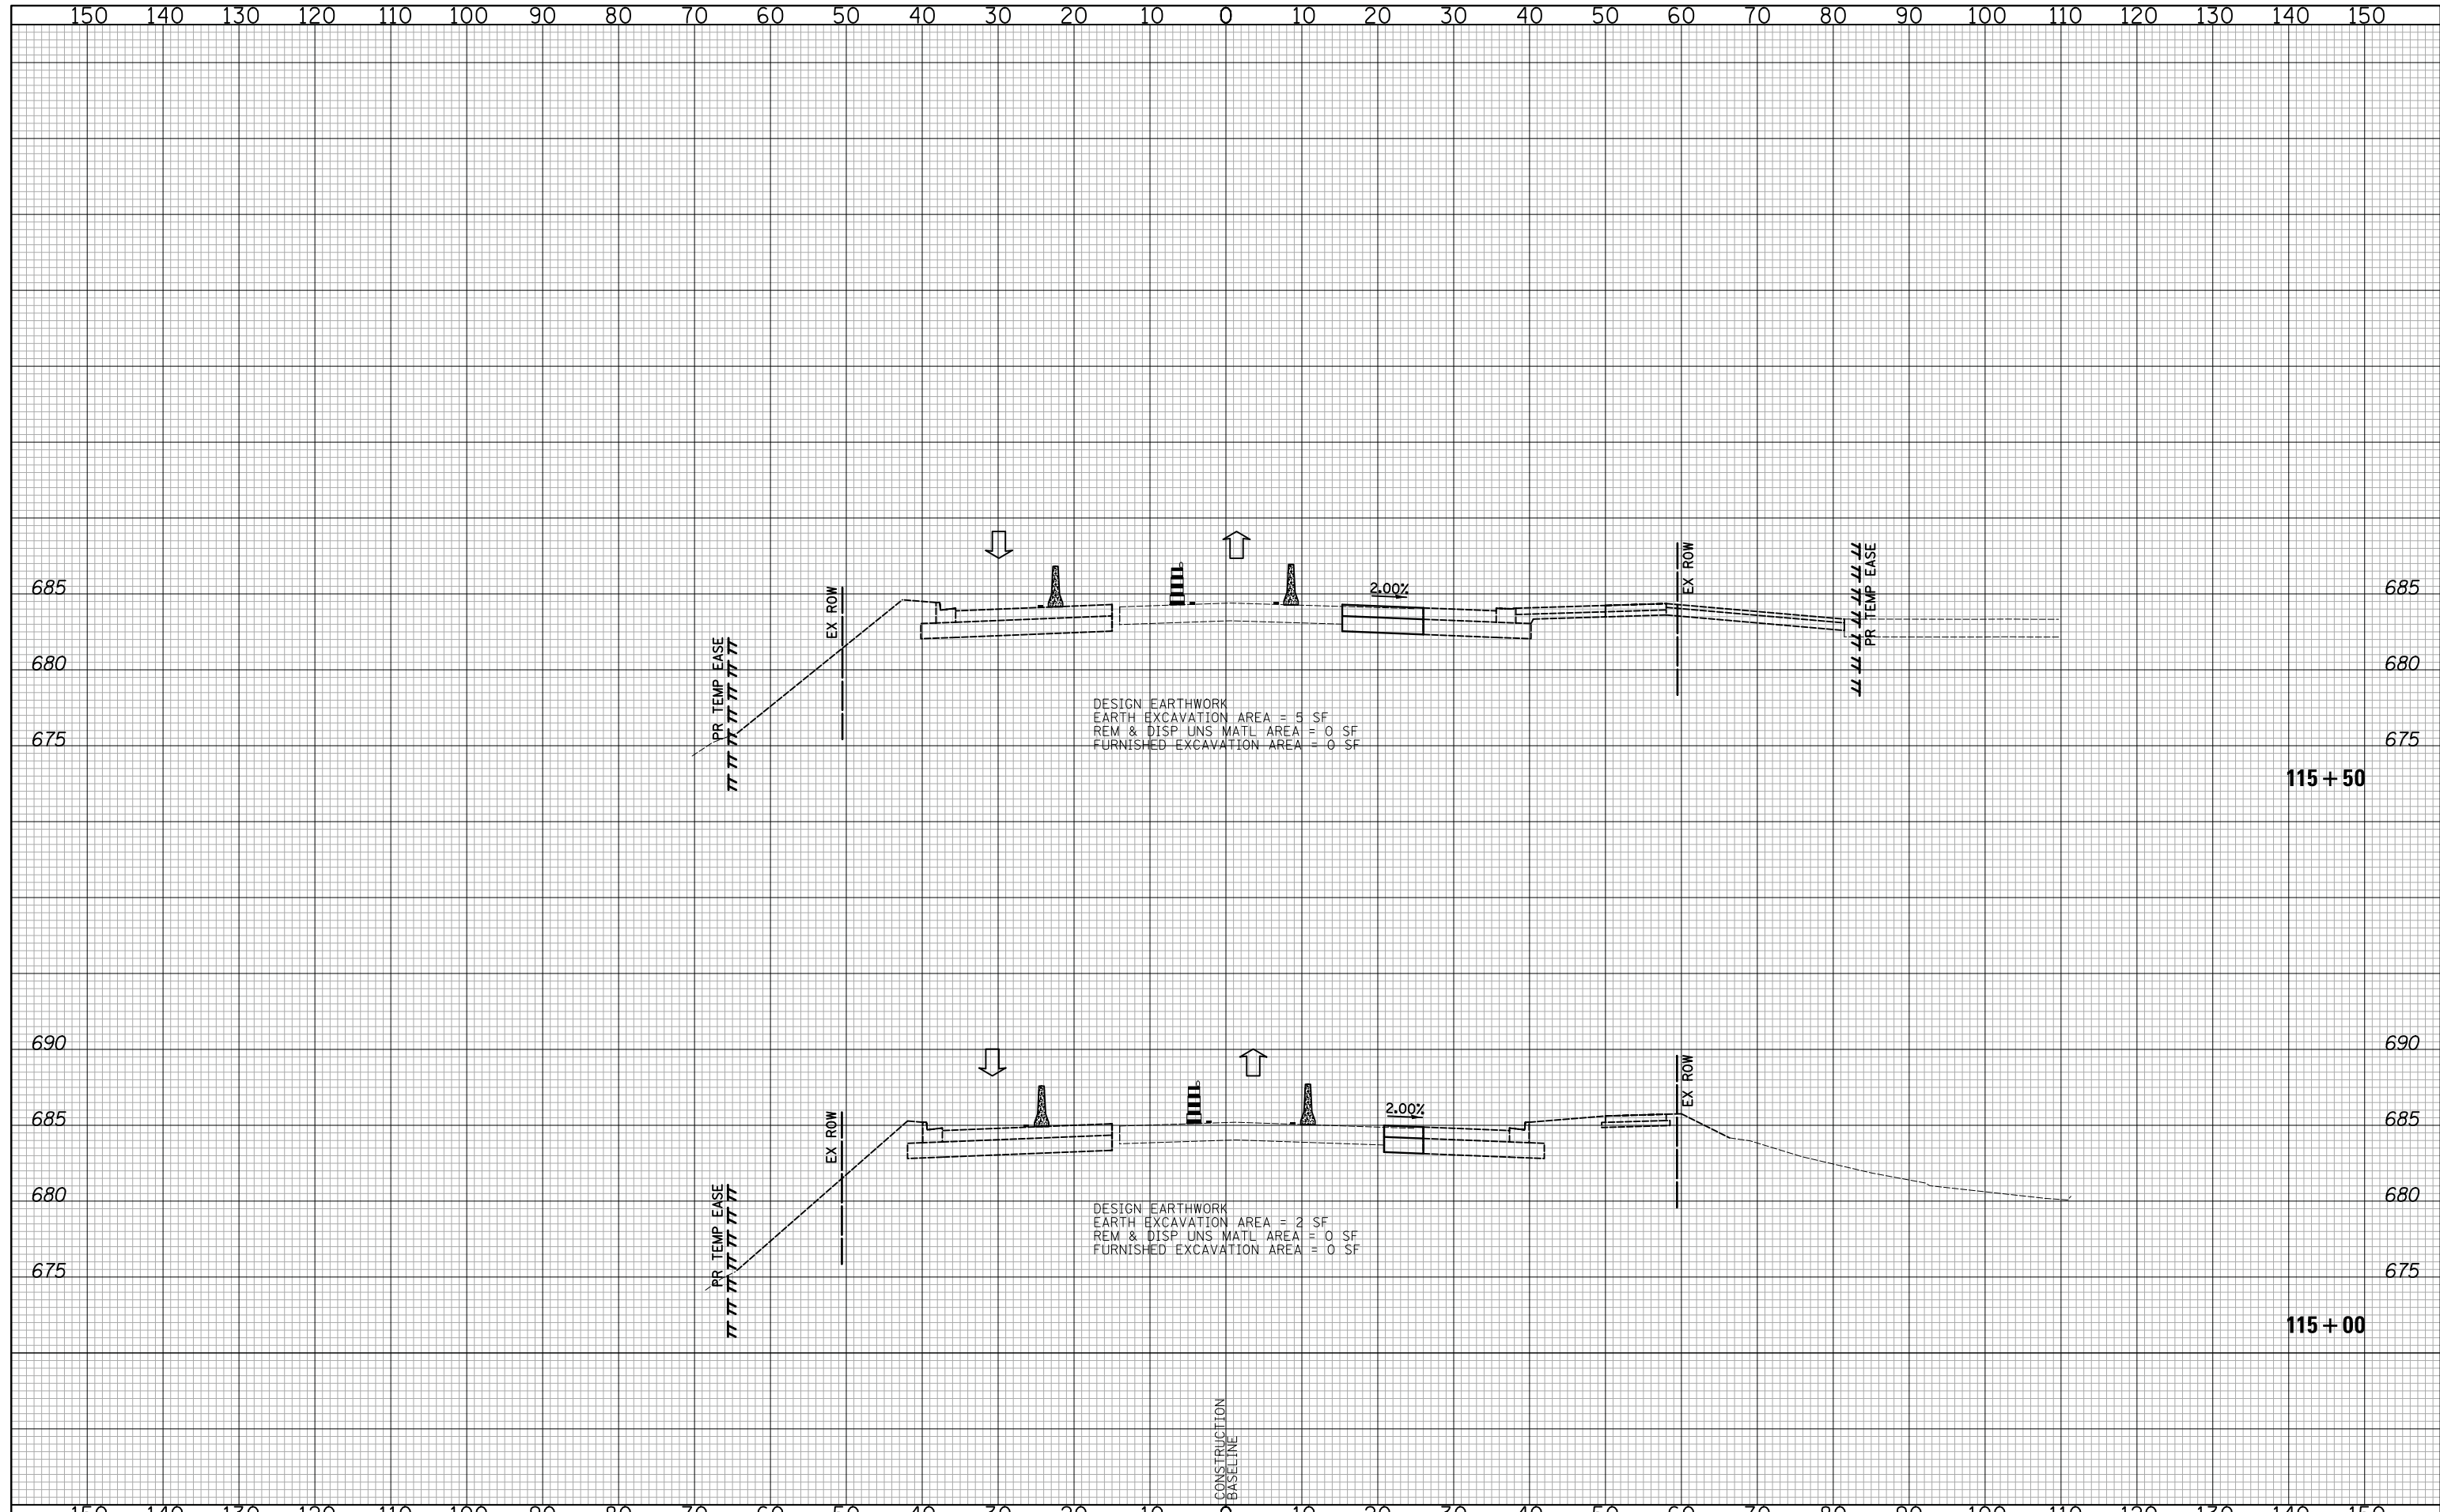 150 140 130 120 110 100 90 80 70 60 50 40 30 20 10 0 10 20 30 40 50 60 70 80 90 100 110 120 130 140 150
EX ROW
PR TEMP EASE
2.00%
EX ROW
PR TEMP EASE
685 685
680 680
675 675
DESIGN EARTHWORK
EARTH EXCAVATION AREA = 5 SF
REM & DISP UNS MATL AREA = 0 SF
FURNISHED EXCAVATION AREA = 0 SF
115+50
690 690
EX ROW
PR TEMP EASE
2.00%
EX ROW
685 685
680 680
675 675
DESIGN EARTHWORK
EARTH EXCAVATION AREA = 2 SF
REM & DISP UNS MATL AREA = 0 SF
FURNISHED EXCAVATION AREA = 0 SF
115+00
CONSTRUCTION
BASELINE
150 140 130 120 110 100 90 80 70 60 50 40 30 20 10 0 10 20 30 40 50 60 70 80 90 100 110 120 130 140 150